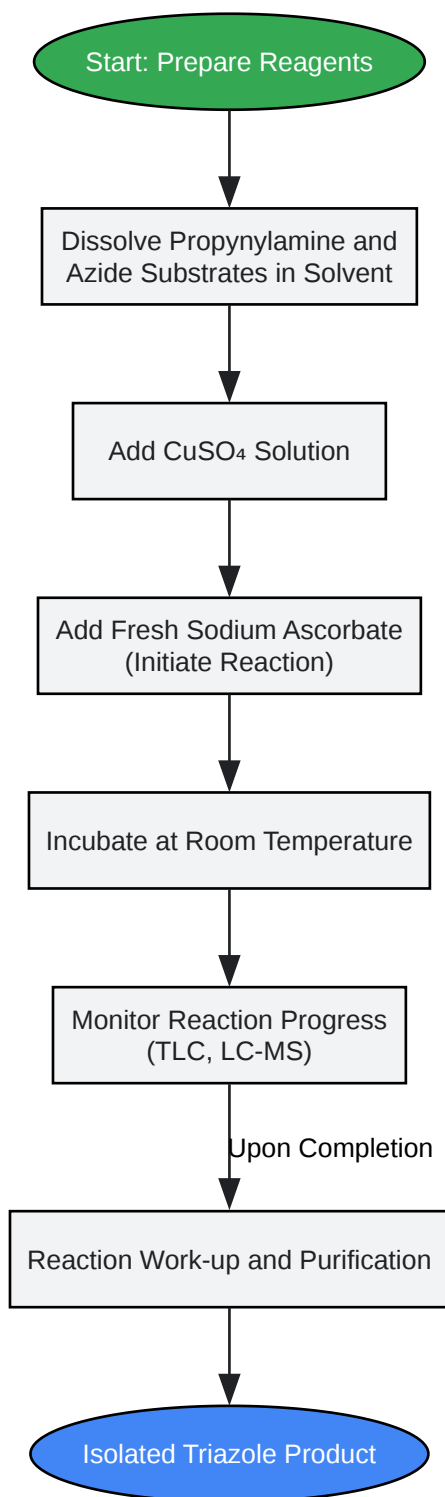 Start: Prepare Reagents
Dissolve Propynylamine and
Azide Substrates in Solvent
Add CuSO₄ Solution
Add Fresh Sodium Ascorbate
(Initiate Reaction)
Incubate at Room Temperature
Monitor Reaction Progress
(TLC, LC-MS)
Upon Completion
Reaction Work-up and Purification
Isolated Triazole Product